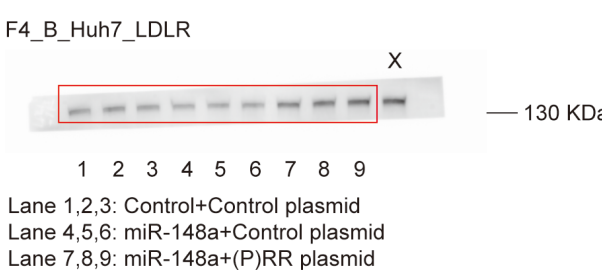 F4_B_Huh7_LDLR
X
130 KDa
1 2 3 4 5 6 7 8 9
Lane 1,2,3: Control+Control plasmid
Lane 4,5,6: miR-148a+Control plasmid
Lane 7,8,9: miR-148a+(P)RR plasmid